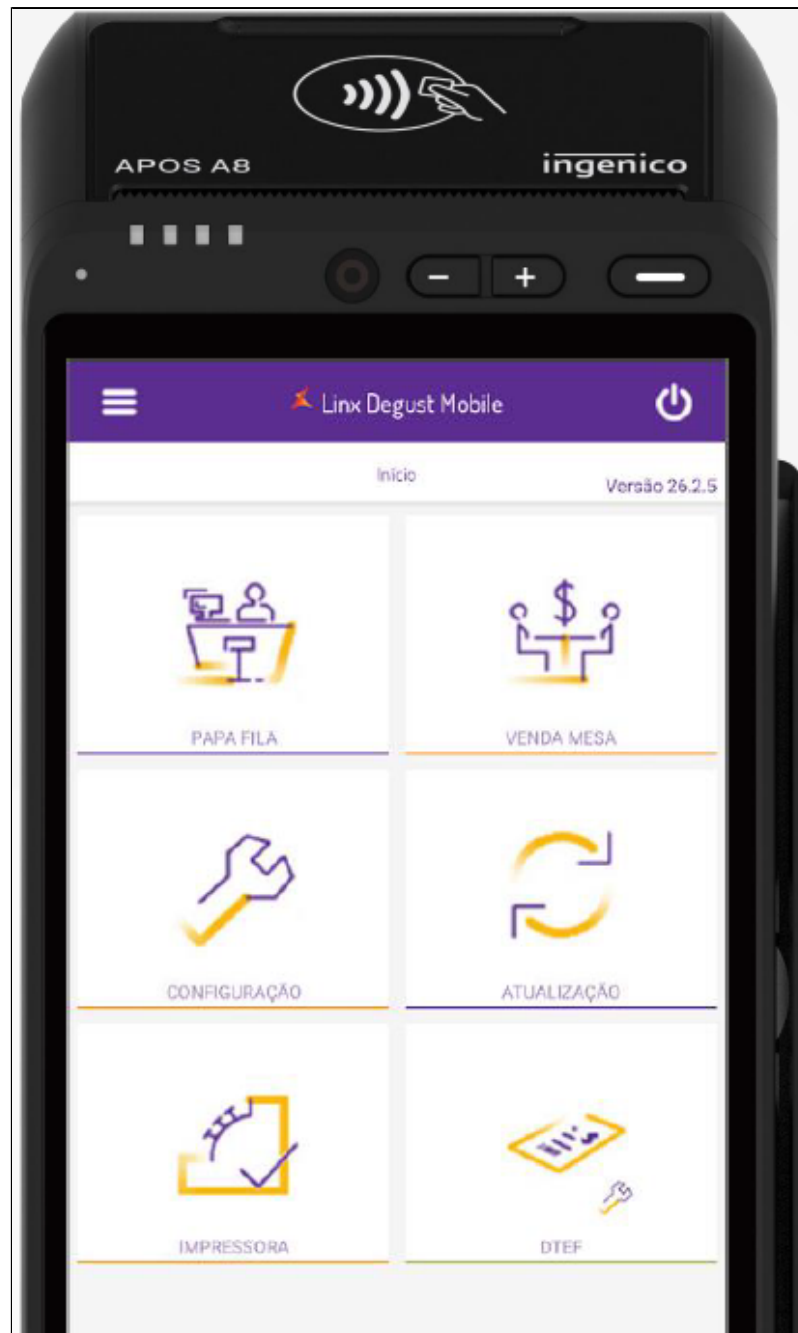 APOS A8
ingenico
Linx Degust Mobile
Início
Versão 26.2.5
PAPA FILA
VENDA MESA
CONFIGURAÇÃO
ATUALIZAÇÃO
IMPRESSORA
DTEF